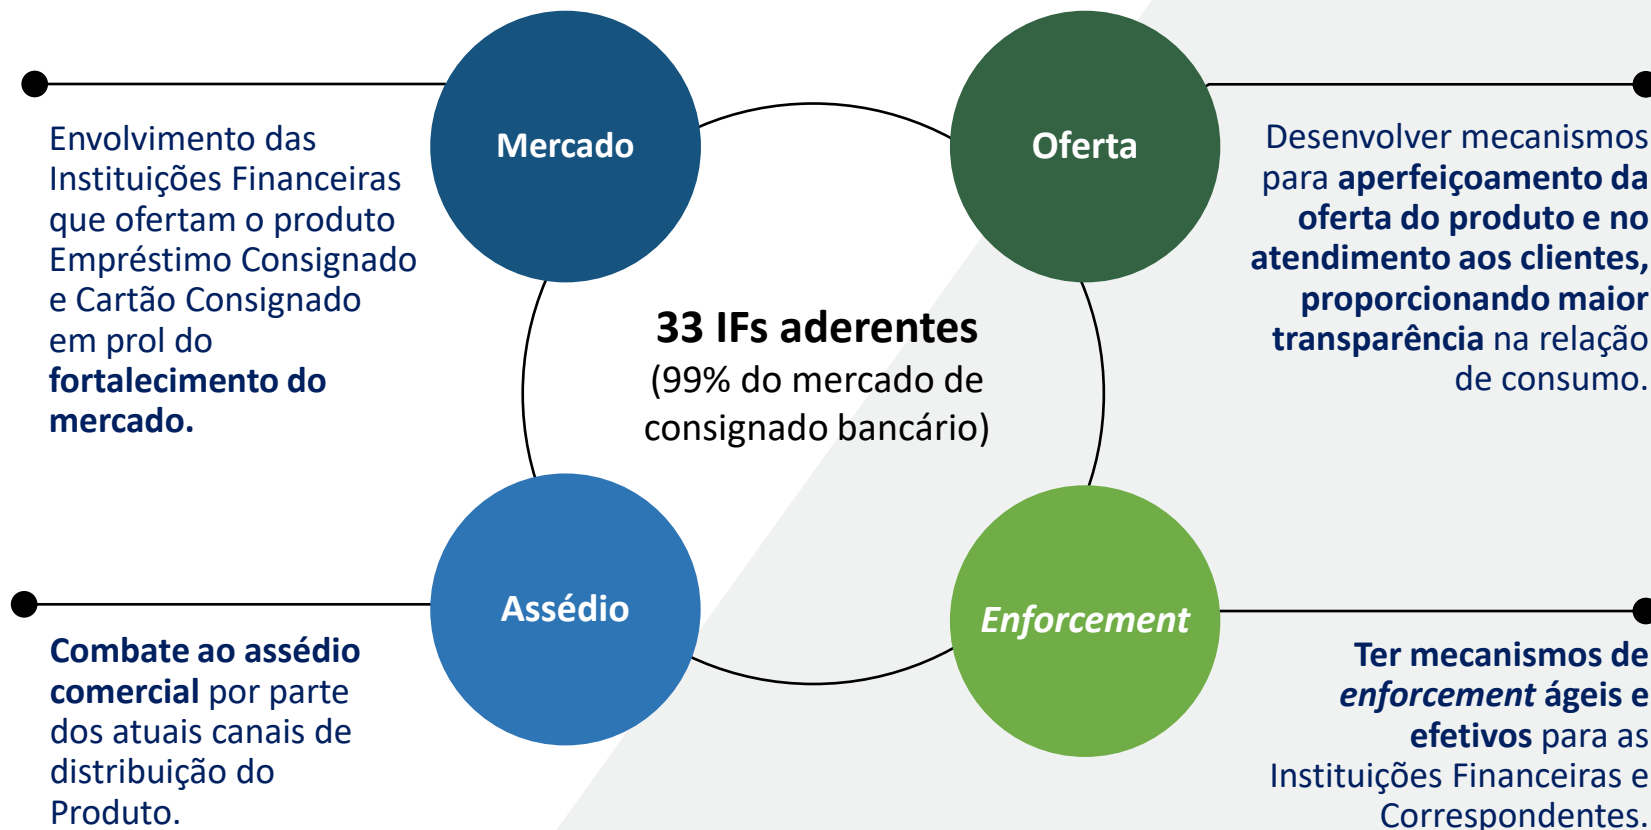 Mercado
Envolvimento das
Instituições Financeiras
que ofertam o produto
Empréstimo Consignado
e Cartão Consignado
em prol do
fortalecimento do
mercado.
Oferta
Desenvolver mecanismos
para aperfeiçoamento da
oferta do produto e no
atendimento aos clientes,
proporcionando maior
transparência na relação
de consumo.
33 IFs aderentes
(99% do mercado de
consignado bancário)
Assédio
Combate ao assédio
comercial por parte
dos atuais canais de
distribuição do
Produto.
Enforcement
Ter mecanismos de
enforcement ágeis e
efetivos para as
Instituições Financeiras e
Correspondentes.